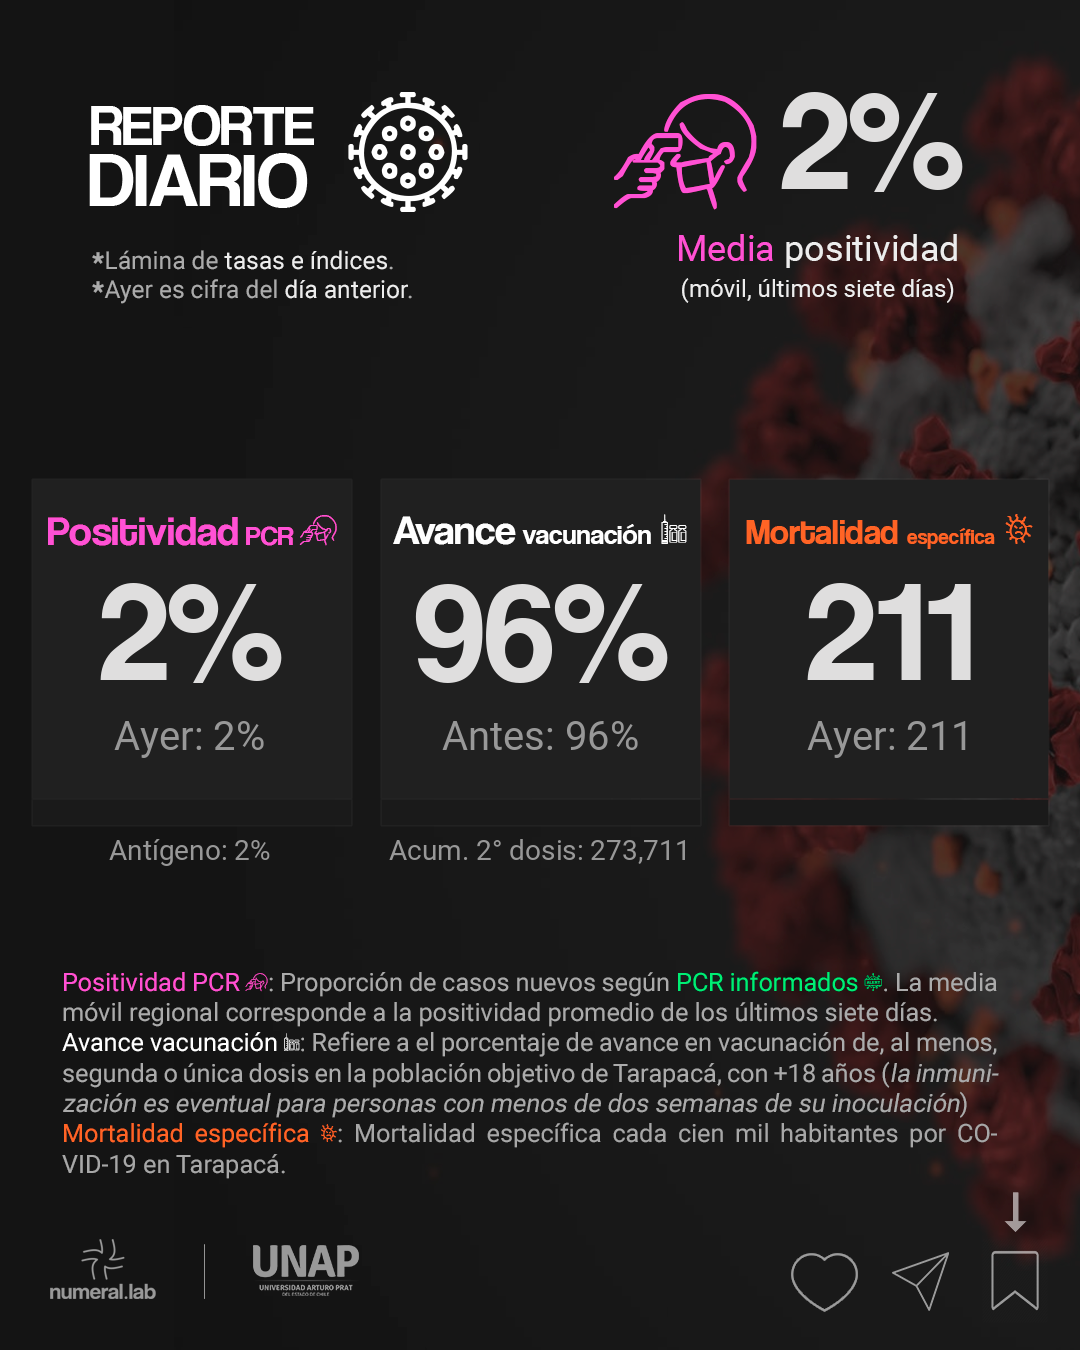 REPORTE
DIARIO
*Lámina de tasas e índices.
*Ayer es cifra del día anterior.
2%
Media positividad
(móvil, últimos siete días)
Positividad PCR
2%
Ayer: 2%
Antígeno: 2%
Avance vacunación
96%
Antes: 96%
Acum. 2° dosis: 273,711
Mortalidad específica
211
Ayer: 211
Positividad PCR : Proporción de casos nuevos según PCR informados . La media
móvil regional corresponde a la positividad promedio de los últimos siete días.
Avance vacunación : Refiere a el porcentaje de avance en vacunación de, al menos,
segunda o única dosis en la población objetivo de Tarapacá, con +18 años (la inmuni-
zación es eventual para personas con menos de dos semanas de su inoculación)
Mortalidad específica : Mortalidad específica cada cien mil habitantes por CO-
VID-19 en Tarapacá.
numeral.lab
UNAP
UNIVERSIDAD ARTURO PRAT
DEL ESTADO DE CHILE